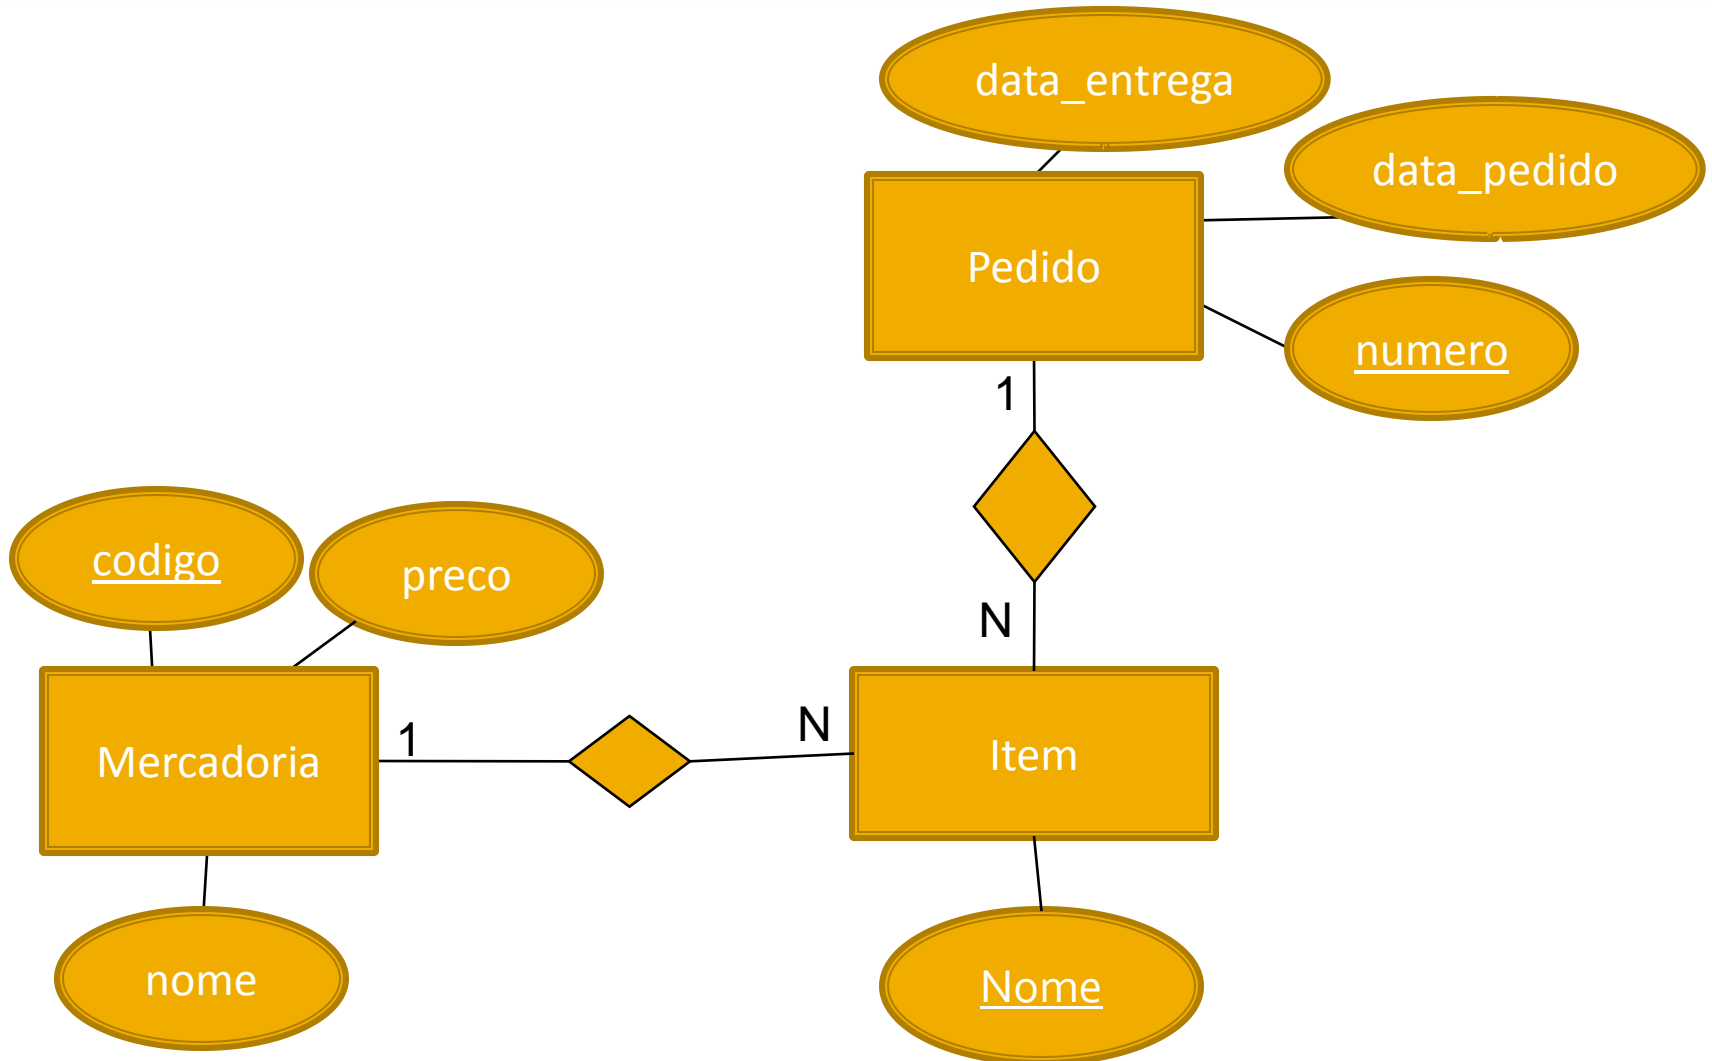 data_entrega
data_pedido
Pedido
numero
1
N
codigo
preco
Mercadoria
1
N
Item
nome
Nome